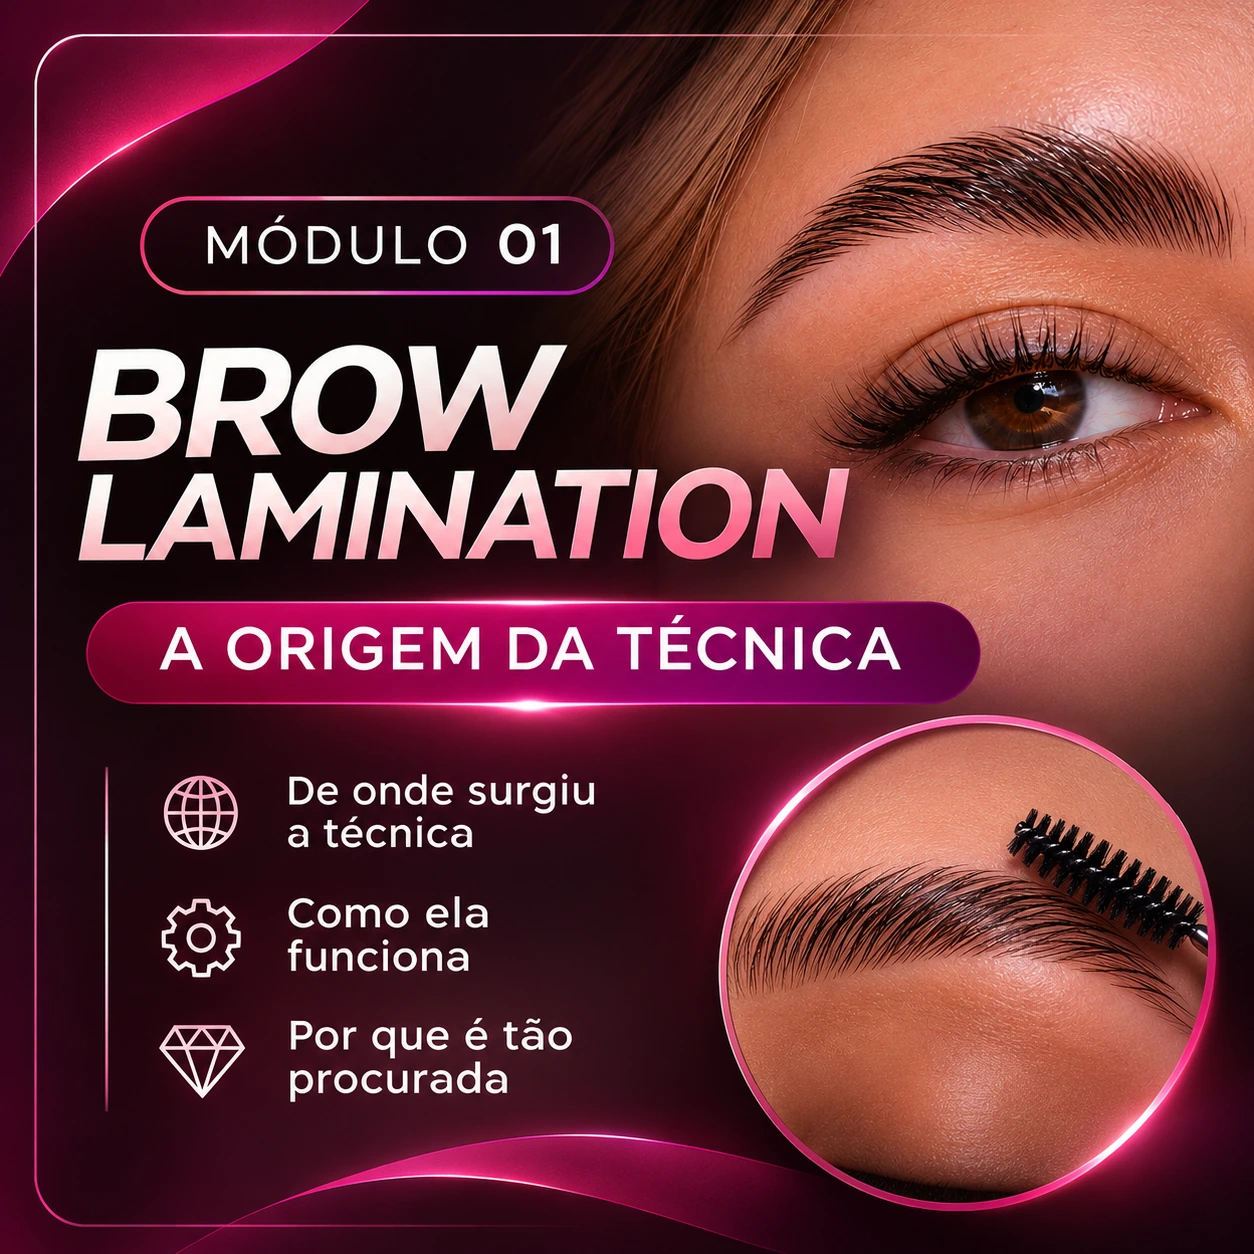 MÓDULO 01
BROW
LAMINATION
A ORIGEM DA TÉCNICA
De onde surgiu
a técnica
Como ela
funciona
Por que é tão
procurada